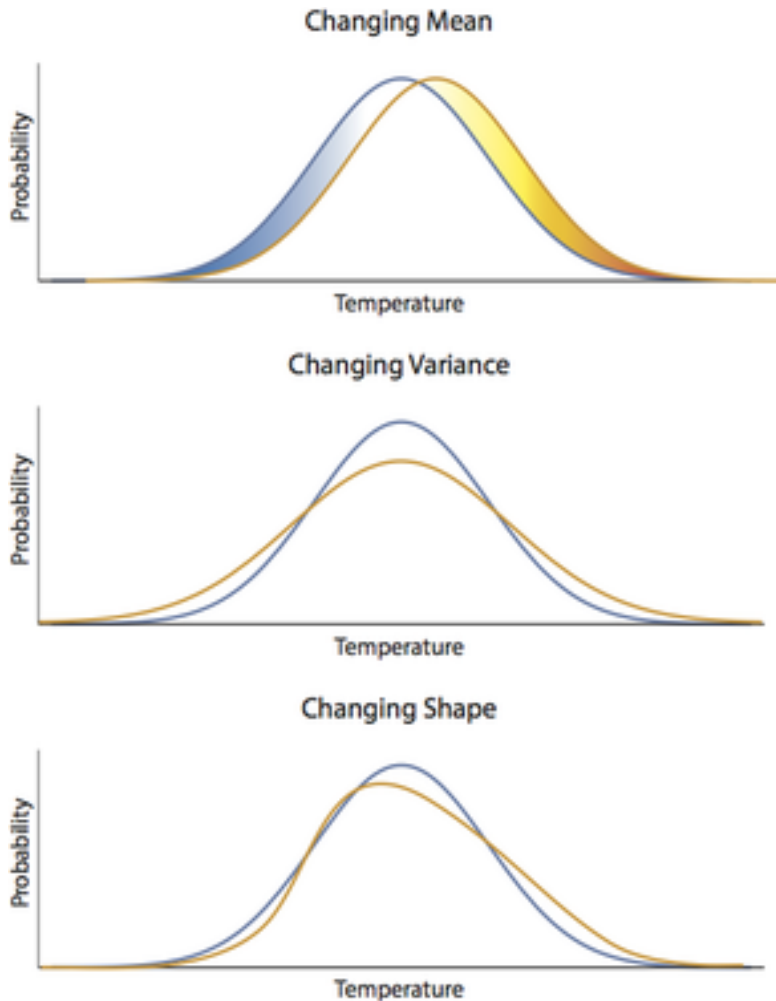 Changing Mean
Probability
Temperature
Changing Variance
Probability
Temperature
Changing Shape
Probability
Temperature